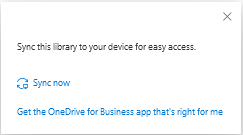 Sync this library to your device for easy access.
Sync now
Get the OneDrive for Business app that's right for me